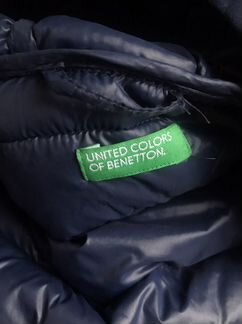 UNITED COLORS
OF BENETTON.